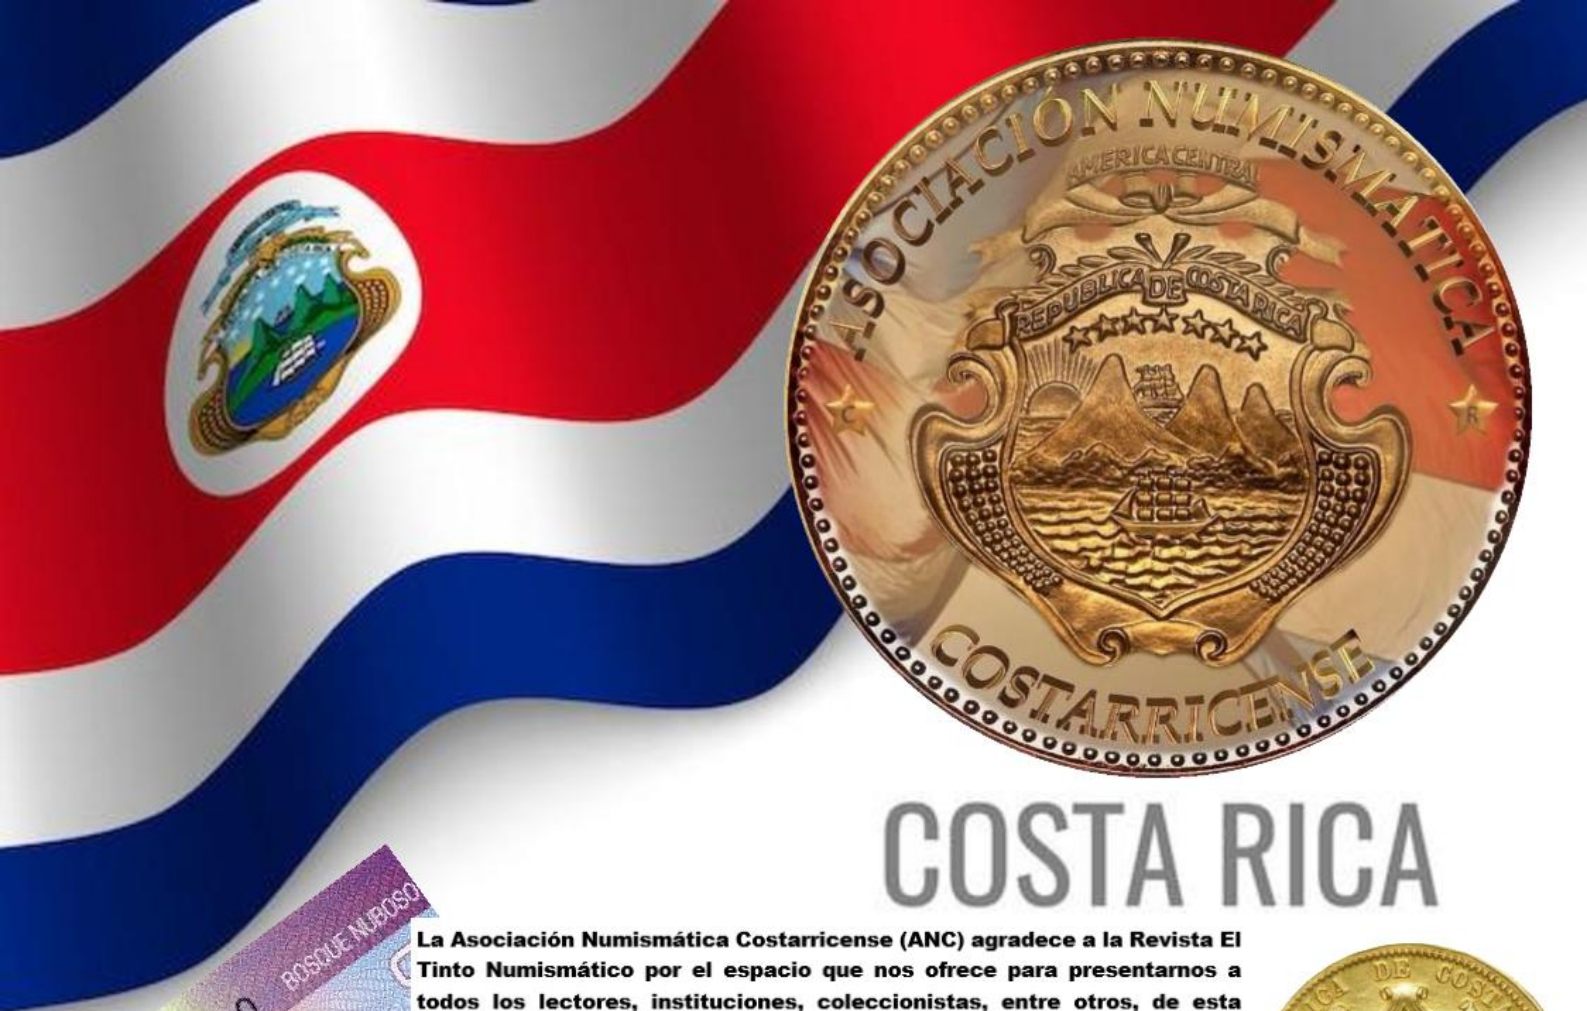 ASOCIACIÓN NUMISMÁTICA
AMERICA CENTRAL
REPUBLICA DE COSTA RICA
C
R
COSTARRICENSE
COSTA RICA
BOSQUE NUBOSO
La Asociación Numismática Costarricense (ANC) agradece a la Revista El
Tinto Numismático por el espacio que nos ofrece para presentarnos a
todos los lectores, instituciones, coleccionistas, entre otros, de esta
DE COST